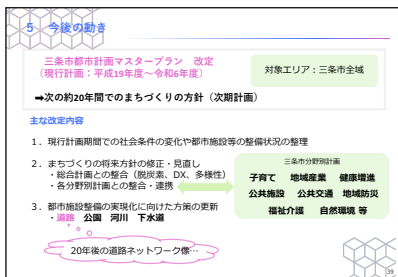 5 今後の動き
三条市都市計画マスタープラン 改定
(現行計画:平成19年度~令和6年度)
対象エリア:三条市全域
➡次の約20年間でのまちづくりの方針(次期計画)
主な改定内容
1.現行計画期間での社会条件の変化や都市施設等の整備状況の整理
2.まちづくりの将来方針の修正・見直し
・総合計画との整合(脱炭素、DX、多様性)
・各分野別計画との整合・連携
三条市分野別計画
子育て 地域産業 健康増進
公共施設 公共交通 地域防災
福祉介護 自然環境 等
3.都市施設整備の実現化に向けた方策の更新
・道路 公園 河川 下水道
20年後の道路ネットワーク像…
39